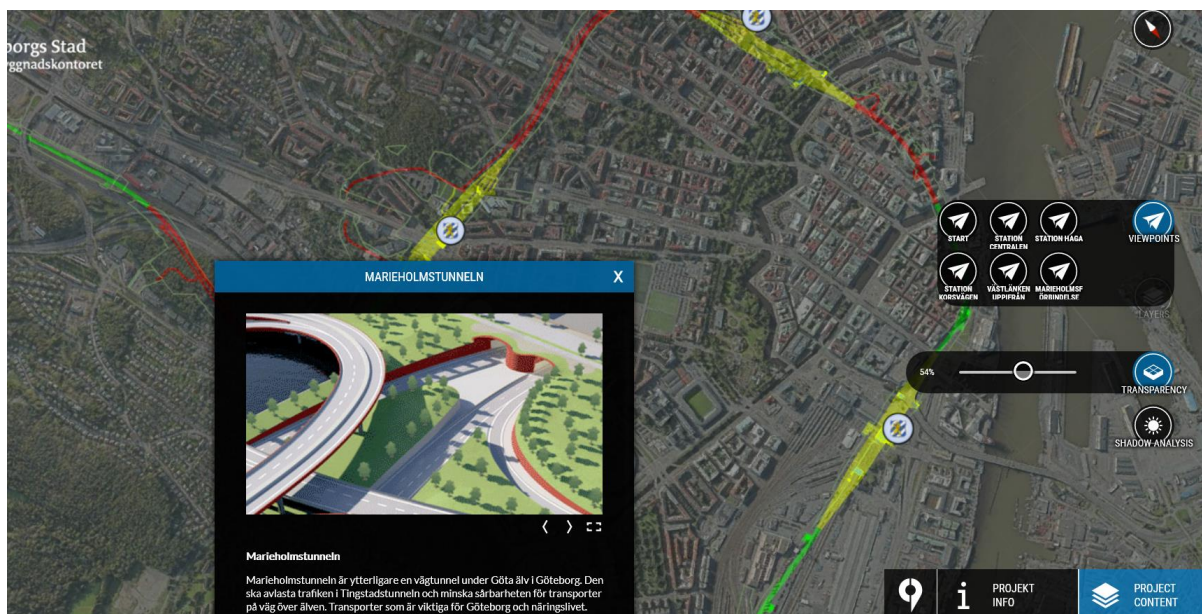 borgs Stad
yggnadskontoret
START
STATION CENTRALEN
STATION HAGA
VIEWPOINTS
STATION KORSVÄGEN
VÄSTLÄNKEN UPPIFRÅN
MARIEHOLMSF ÖRBINDELSE
LAYERS
MARIEHOLMSTUNNELN
X
54%
TRANSPARENCY
SHADOW ANALYSIS
Marieholmstunneln
Marieholmstunneln är ytterligare en vägtunnel under Göta älv i Göteborg. Den
ska avlasta trafiken i Tingstadstunneln och minska sårbarheten för transporter
på väg över älven. Transporter som är viktiga för Göteborg och näringslivet.
i
PROJEKT
INFO
PROJECT
CONTENT